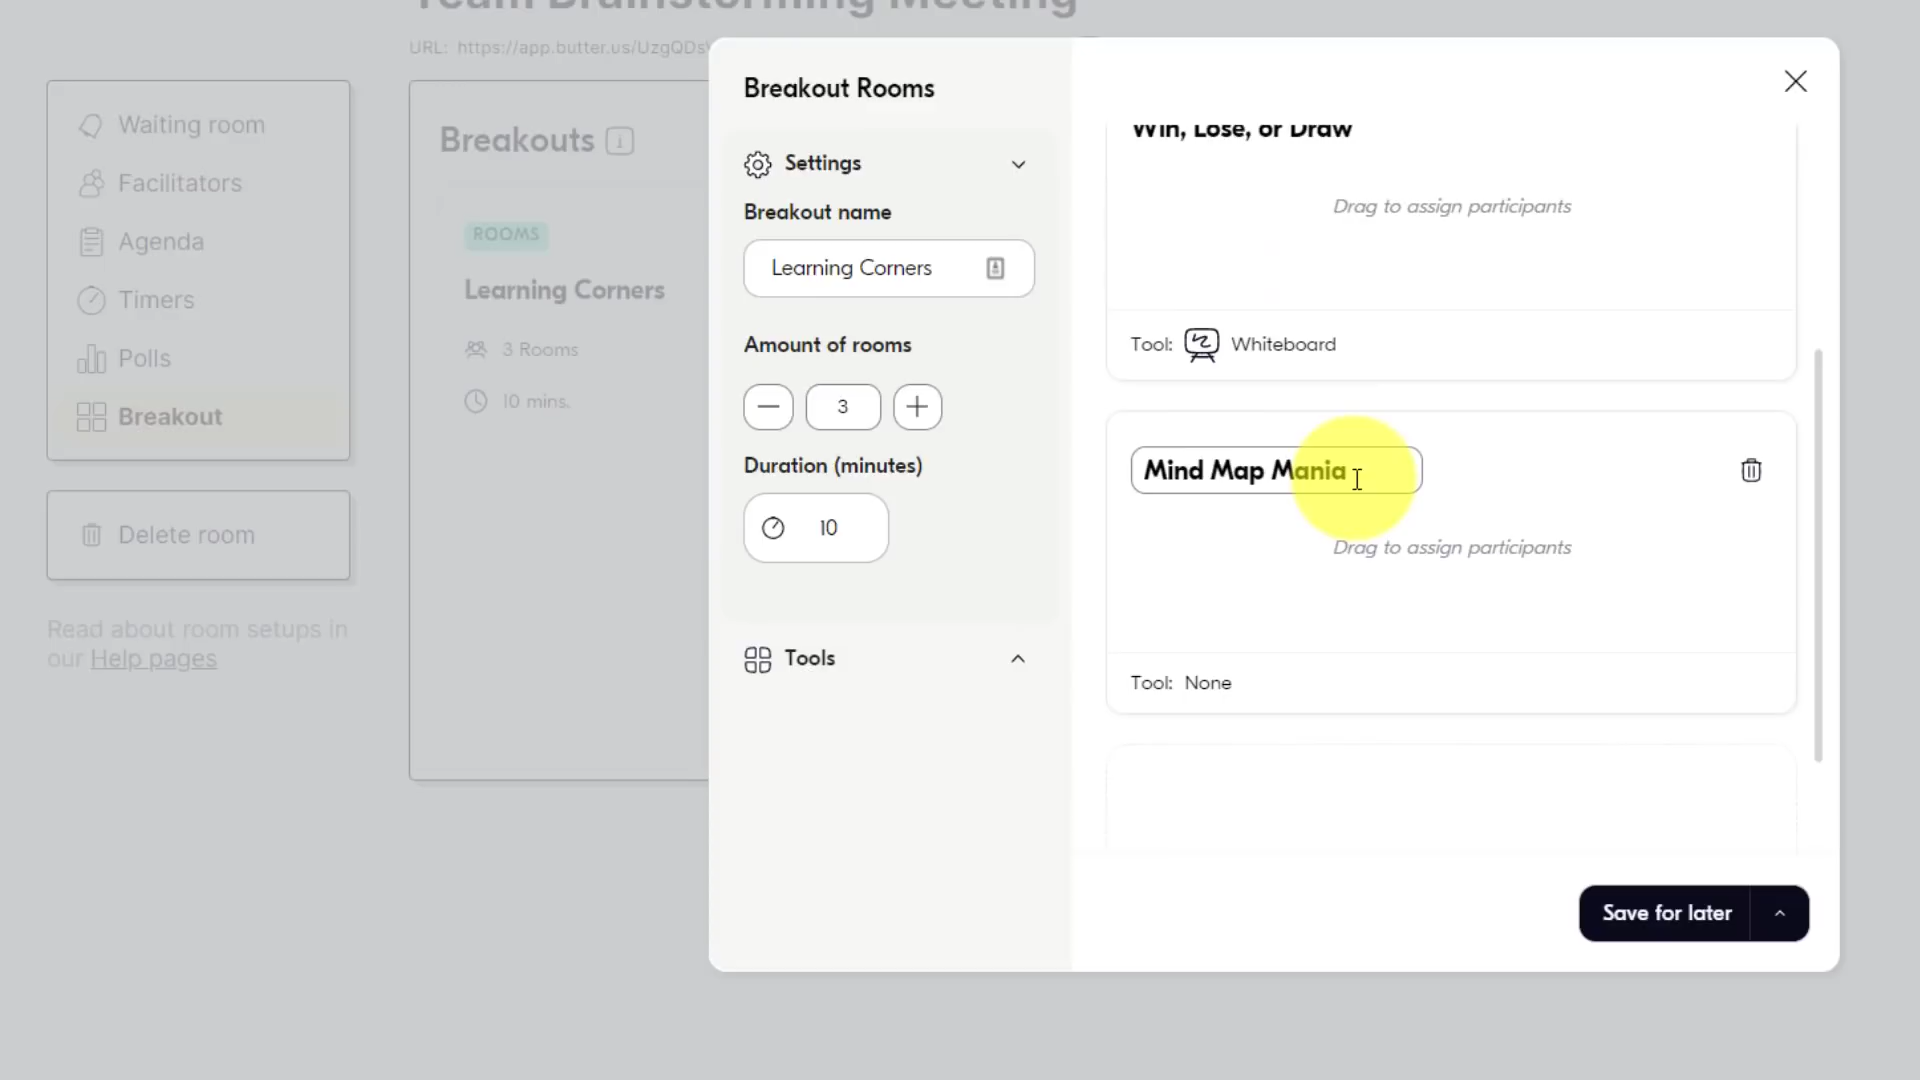 Team Brainstorming Meeting
URL: https://app.butter.us/UzgQDs
Waiting room
Facilitators
Agenda
Timers
Polls
Breakout
Delete room
Read about room setups in
our Help pages
Breakouts
ROOMS
Learning Corners
3 Rooms
10 mins.
Breakout Rooms
Settings
Breakout name
Learning Corners
Amount of rooms
3
Duration (minutes)
10
Tools
Win, Lose, or Draw
Drag to assign participants
Tool: Whiteboard
Mind Map Mania
Drag to assign participants
Tool: None
Save for later